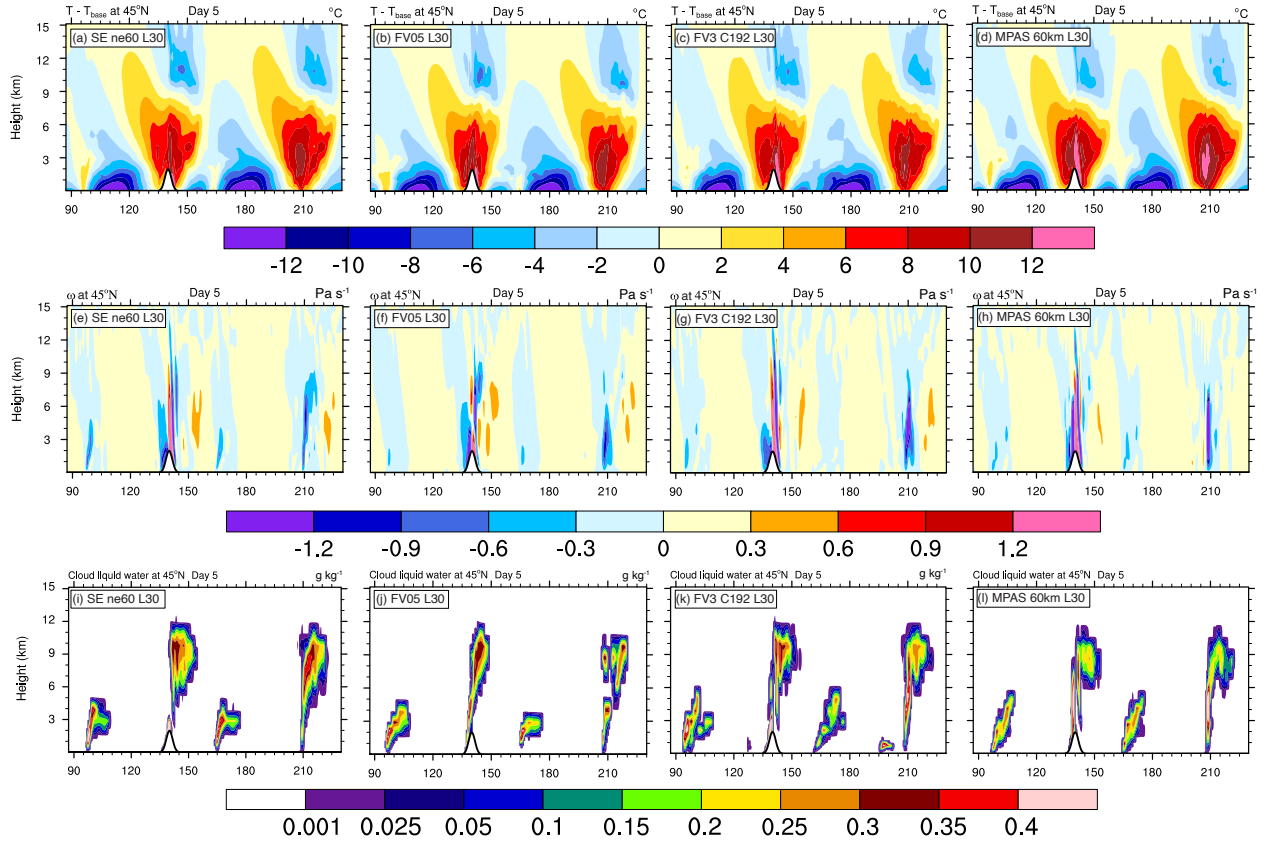 T - Tbase at 45°N Day 5 °C
T - Tbase at 45°N Day 5 °C
T - Tbase at 45°N Day 5 °C
T - Tbase at 45°N Day 5 °C
(a) SE ne60 L30
(b) FV05 L30
(c) FV3 C192 L30
(d) MPAS 60km L30
Height (km)
15
12
9
6
3
90 120 150 180 210
90 120 150 180 210
90 120 150 180 210
90 120 150 180 210
-12 -10 -8 -6 -4 -2 0 2 4 6 8 10 12
ω at 45°N Day 5 Pa s-1
ω at 45°N Day 5 Pa s-1
ω at 45°N Day 5 Pa s-1
ω at 45°N Day 5 Pa s-1
(e) SE ne60 L30
(f) FV05 L30
(g) FV3 C192 L30
(h) MPAS 60km L30
Height (km)
15
12
9
6
3
90 120 150 180 210
90 120 150 180 210
90 120 150 180 210
90 120 150 180 210
-1.2 -0.9 -0.6 -0.3 0 0.3 0.6 0.9 1.2
Cloud liquid water at 45°N Day 5 g kg-1
Cloud liquid water at 45°N Day 5 g kg-1
Cloud liquid water at 45°N Day 5 g kg-1
Cloud liquid water at 45°N Day 5 g kg-1
(i) SE ne60 L30
(j) FV05 L30
(k) FV3 C192 L30
(l) MPAS 60km L30
Height (km)
15
12
9
6
3
90 120 150 180 210
90 120 150 180 210
90 120 150 180 210
90 120 150 180 210
0.001 0.025 0.05 0.1 0.15 0.2 0.25 0.3 0.35 0.4